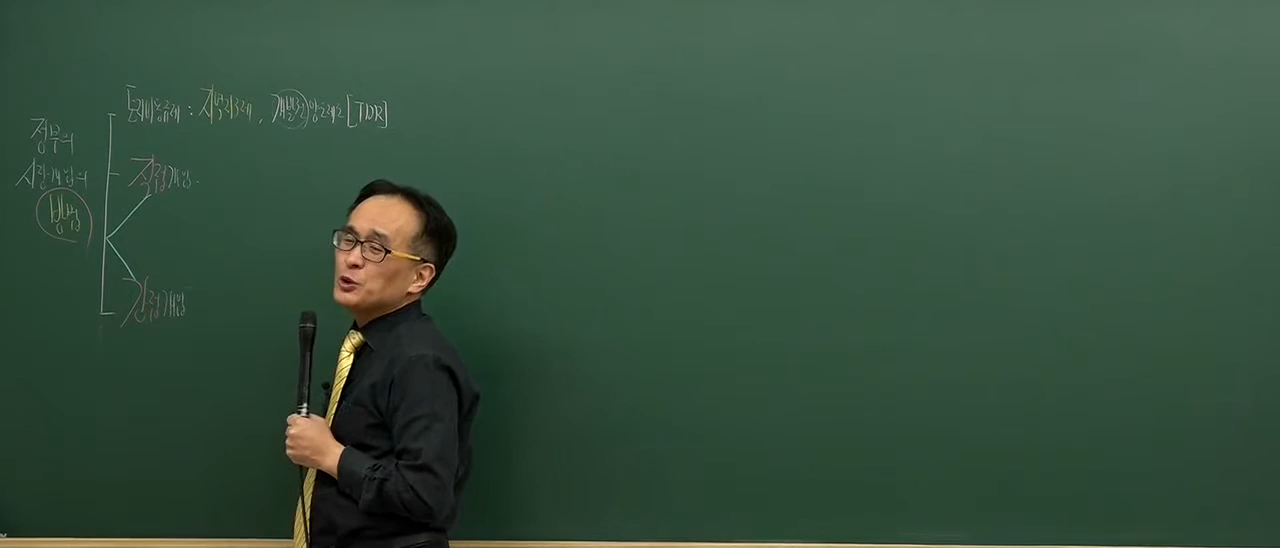 토지이용규제 : 지역지구제, 개발권양도제도 [TDR]
정부의
시장개입의
방법
직접개입
간접개입